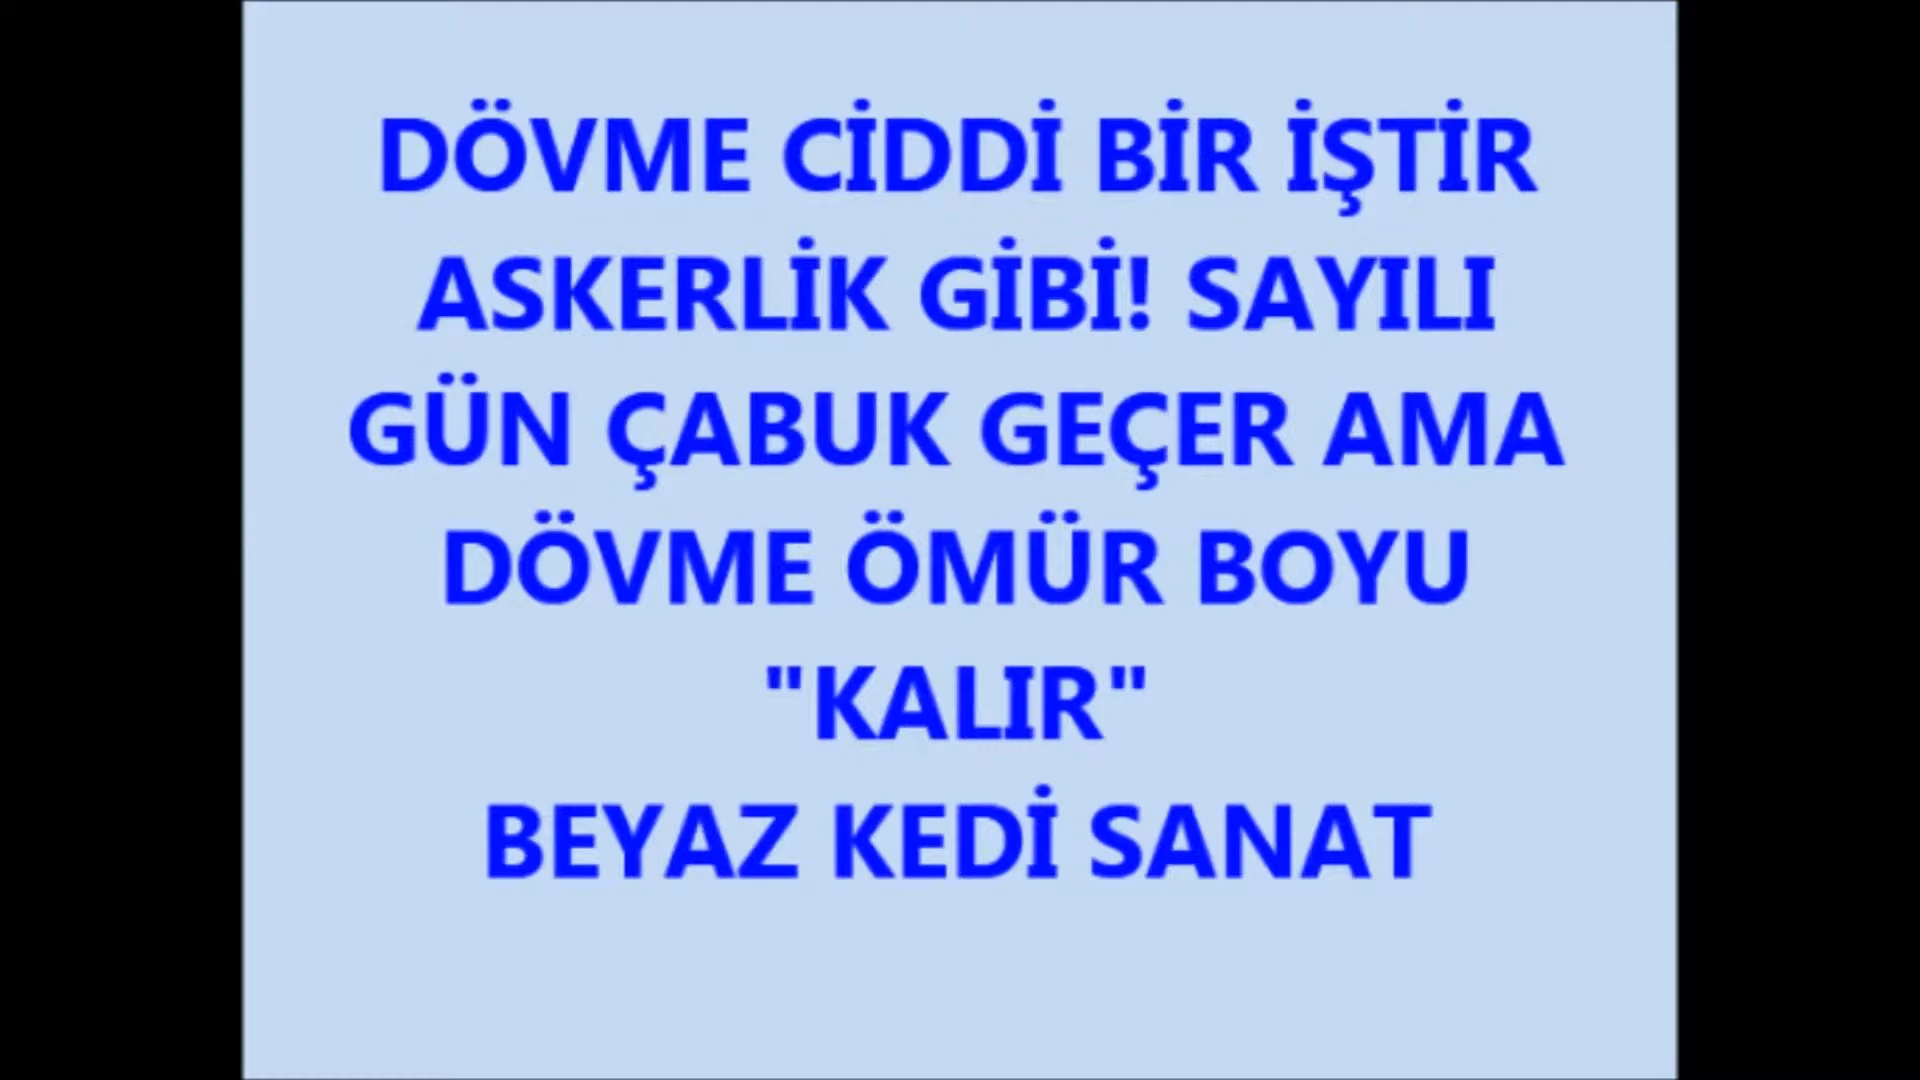 DÖVME CİDDİ BİR İŞTİR
ASKERLİK GİBİ! SAYILI
GÜN ÇABUK GEÇER AMA
DÖVME ÖMÜR BOYU
"KALIR"
BEYAZ KEDİ SANAT